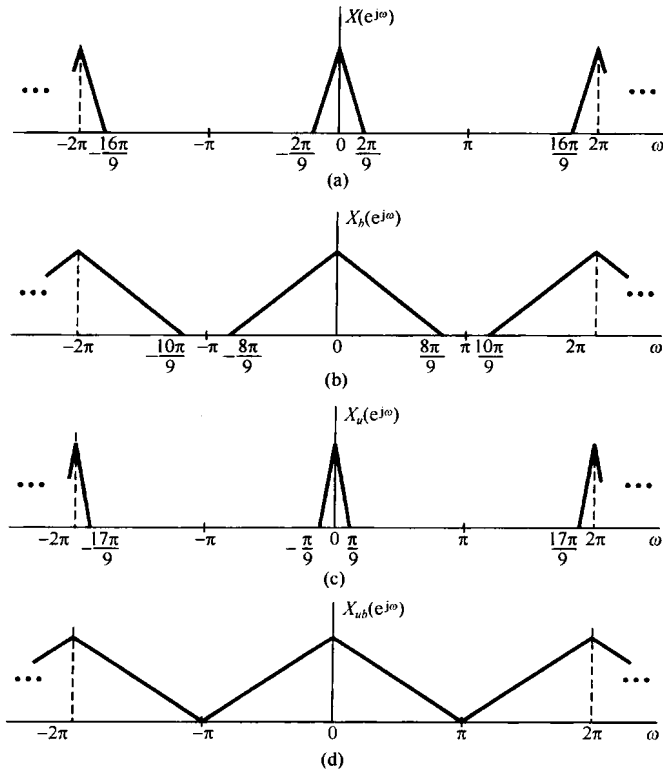 X(e^{jω})
... ...
−2π −16π/9 −π −2π/9 0 2π/9 π 16π/9 2π ω
(a)
X_b(e^{jω})
... ...
−2π −10π/9 −π −8π/9 0 8π/9 π 10π/9 2π ω
(b)
X_u(e^{jω})
... ...
−2π −17π/9 −π −π/9 0 π/9 π 17π/9 2π ω
(c)
X_{ub}(e^{jω})
... ...
−2π −π 0 π 2π ω
(d)